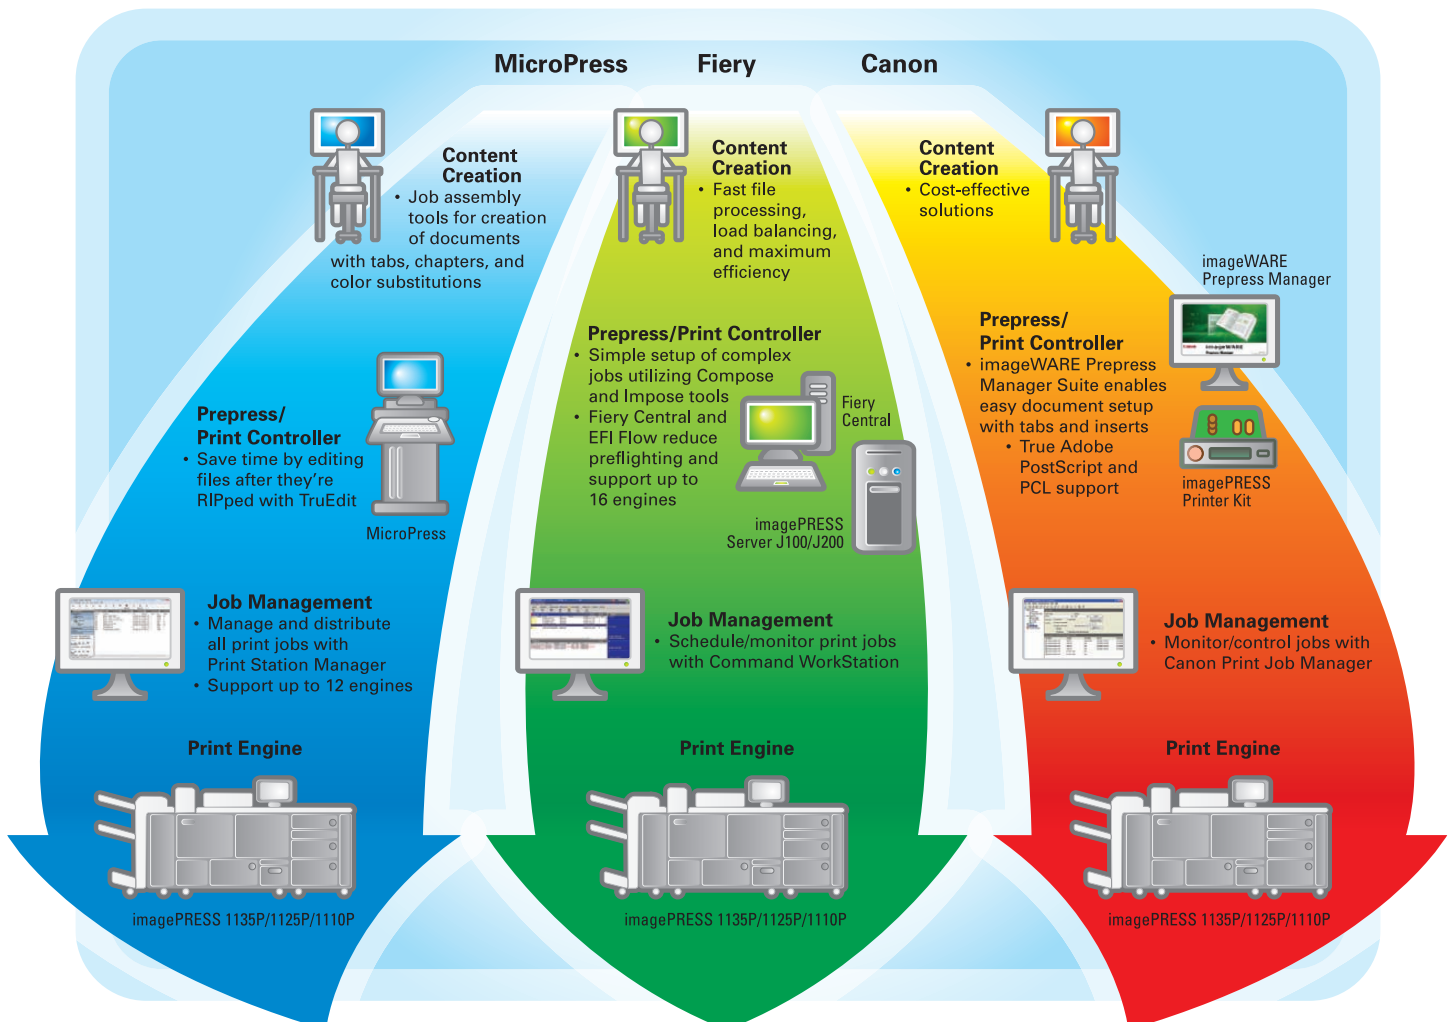 MicroPress
Fiery
Canon
Content
Creation
• Job assembly
tools for creation
of documents
with tabs, chapters, and
color substitutions
Prepress/
Print Controller
• Save time by editing
files after they're
RIPped with TruEdit
MicroPress
Job Management
• Manage and distribute
all print jobs with
Print Station Manager
• Support up to 12 engines
Print Engine
imagePRESS 1135P/1125P/1110P
Content
Creation
• Fast file
processing,
load balancing,
and maximum
efficiency
Prepress/Print Controller
• Simple setup of complex
jobs utilizing Compose
and Impose tools
• Fiery Central and
EFI Flow reduce
preflighting and
support up to
16 engines
Fiery
Central
imagePRESS
Server J100/J200
Job Management
• Schedule/monitor print jobs
with Command WorkStation
Print Engine
imagePRESS 1135P/1125P/1110P
Content
Creation
• Cost-effective
solutions
imageWARE
Prepress Manager
Prepress/
Print Controller
• imageWARE Prepress
Manager Suite enables
easy document setup
with tabs and inserts
• True Adobe
PostScript and
PCL support
imageWARE
imagePRESS
Printer Kit
Job Management
• Monitor/control jobs with
Canon Print Job Manager
Print Engine
imagePRESS 1135P/1125P/1110P